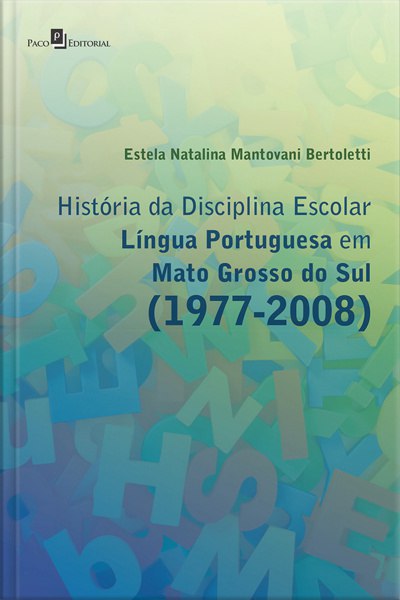 PACO EDITORIAL
Estela Natalina Mantovani Bertoletti
História da Disciplina Escolar
Língua Portuguesa em
Mato Grosso do Sul
(1977-2008)